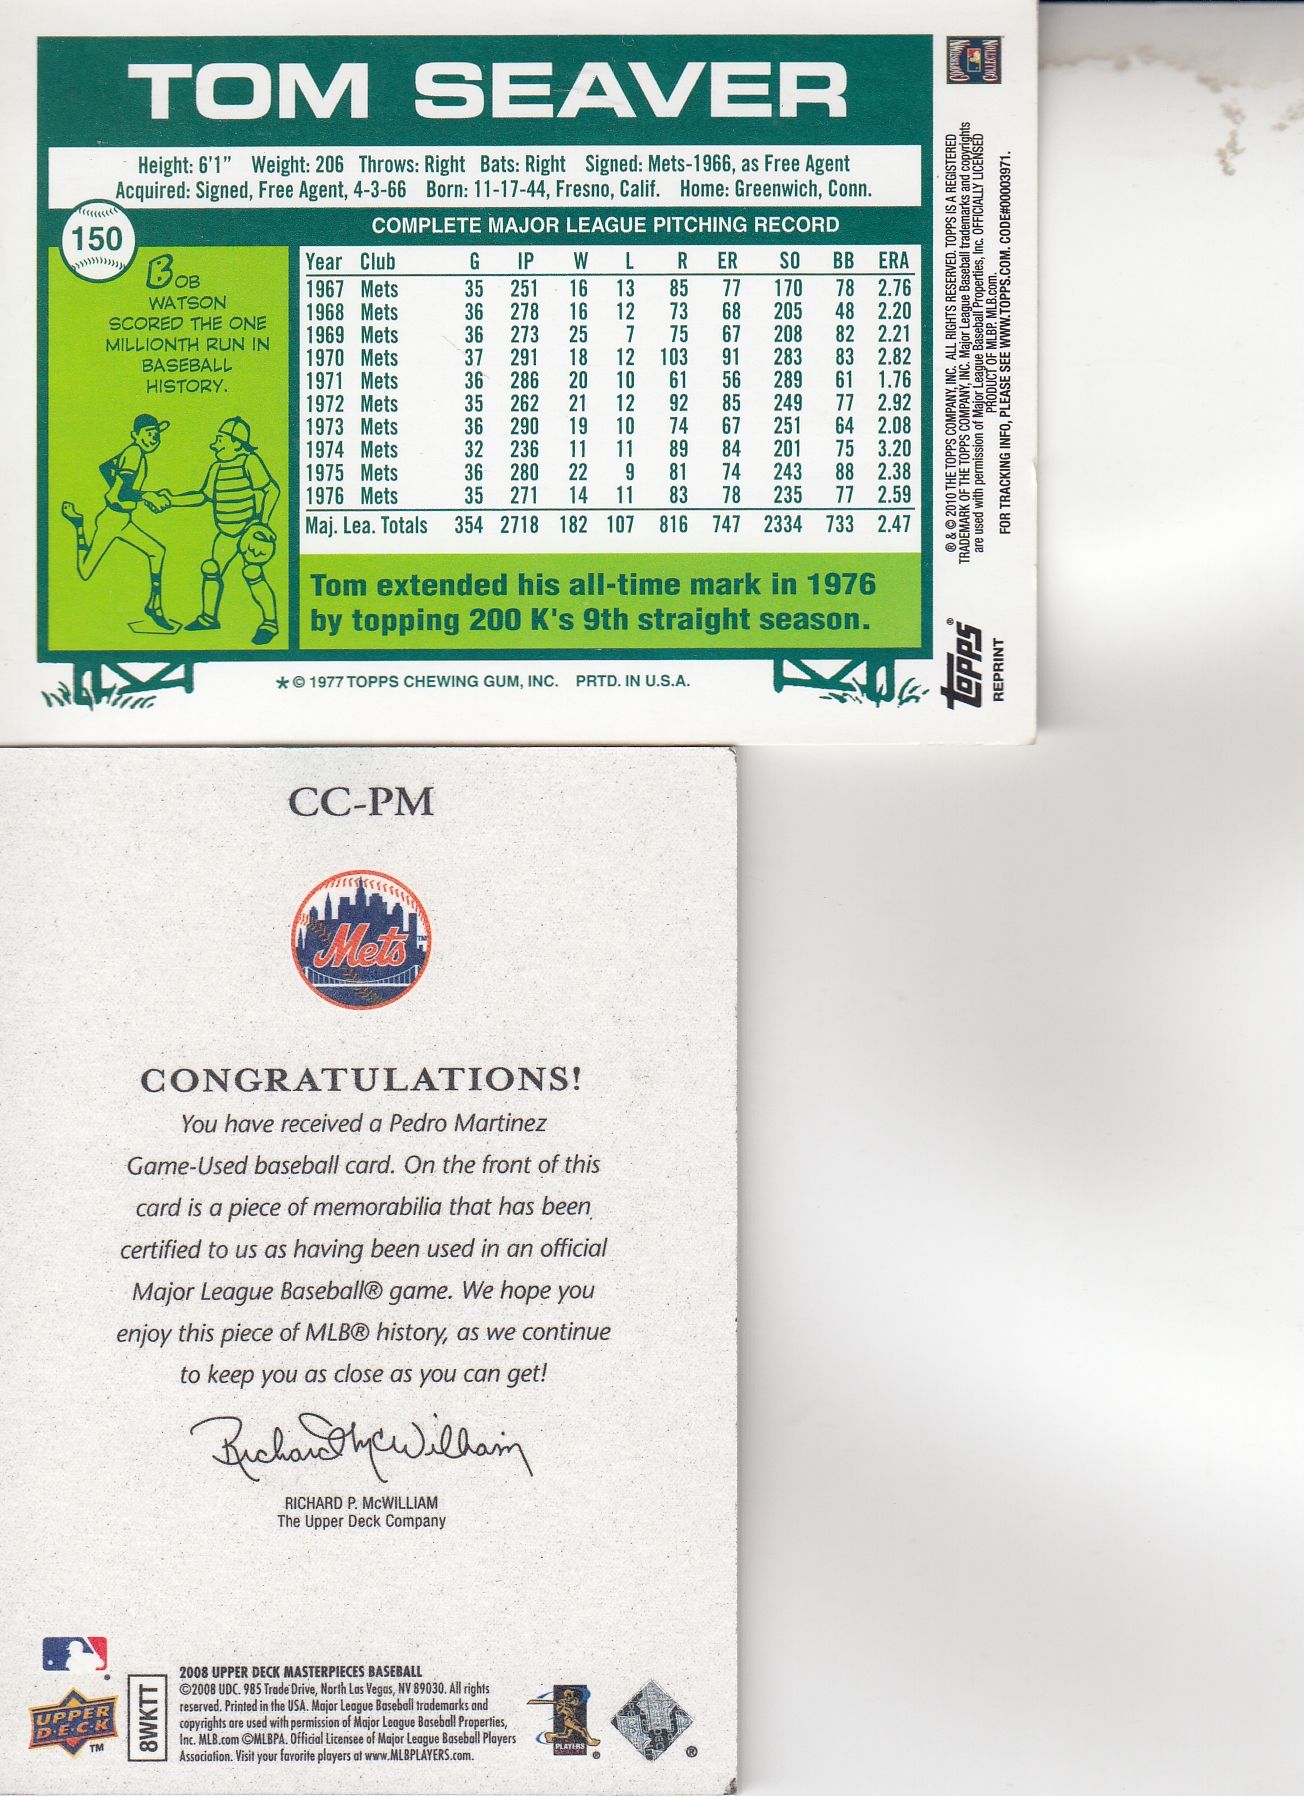 TOM SEAVER
Height: 6'1" Weight: 206 Throws: Right Bats: Right Signed: Mets-1966, as Free Agent
Acquired: Signed, Free Agent, 4-3-66 Born: 11-17-44, Fresno, Calif. Home: Greenwich, Conn.
150
COMPLETE MAJOR LEAGUE PITCHING RECORD
BOB
WATSON
SCORED THE ONE
MILLIONTH RUN IN
BASEBALL
HISTORY.
Year Club G IP W L R ER SO BB ERA
1967 Mets 35 251 16 13 85 77 170 78 2.76
1968 Mets 36 278 16 12 73 68 205 48 2.20
1969 Mets 36 273 25 7 75 67 208 82 2.21
1970 Mets 37 291 18 12 103 91 283 83 2.82
1971 Mets 36 286 20 10 61 56 289 61 1.76
1972 Mets 35 262 21 12 92 85 249 77 2.92
1973 Mets 36 290 19 10 74 67 251 64 2.08
1974 Mets 32 236 11 11 89 84 201 75 3.20
1975 Mets 36 280 22 9 81 74 243 88 2.38
1976 Mets 35 271 14 11 83 78 235 77 2.59
Maj. Lea. Totals 354 2718 182 107 816 747 2334 733 2.47
Tom extended his all-time mark in 1976
by topping 200 K's 9th straight season.
★ © 1977 TOPPS CHEWING GUM, INC. PRTD. IN U.S.A.
COOPERSTOWN
COLLECTION
® & © 2010 THE TOPPS COMPANY, INC. ALL RIGHTS RESERVED. TOPPS IS A REGISTERED
TRADEMARK OF THE TOPPS COMPANY, INC. Major League Baseball trademarks and copyrights
are used with permission of Major League Baseball Properties, Inc. OFFICIALLY LICENSED
PRODUCT OF MLBP. MLB.com.
FOR TRACKING INFO, PLEASE SEE WWW.TOPPS.COM. CODE#00003971.
topps®
REPRINT
CC-PM
Mets™
CONGRATULATIONS!
You have received a Pedro Martinez
Game-Used baseball card. On the front of this
card is a piece of memorabilia that has been
certified to us as having been used in an official
Major League Baseball® game. We hope you
enjoy this piece of MLB® history, as we continue
to keep you as close as you can get!
Richard McWilliam
RICHARD P. McWILLIAM
The Upper Deck Company
UPPER
D·E·C·K
™
8WKTT
2008 UPPER DECK MASTERPIECES BASEBALL
©2008 UDC. 985 Trade Drive, North Las Vegas, NV 89030. All rights
reserved. Printed in the USA. Major League Baseball trademarks and
copyrights are used with permission of Major League Baseball Properties,
Inc. MLB.com ©MLBPA. Official Licensee of Major League Baseball Players
Association. Visit your favorite players at www.MLBPLAYERS.com.
PLAYERS
®
®